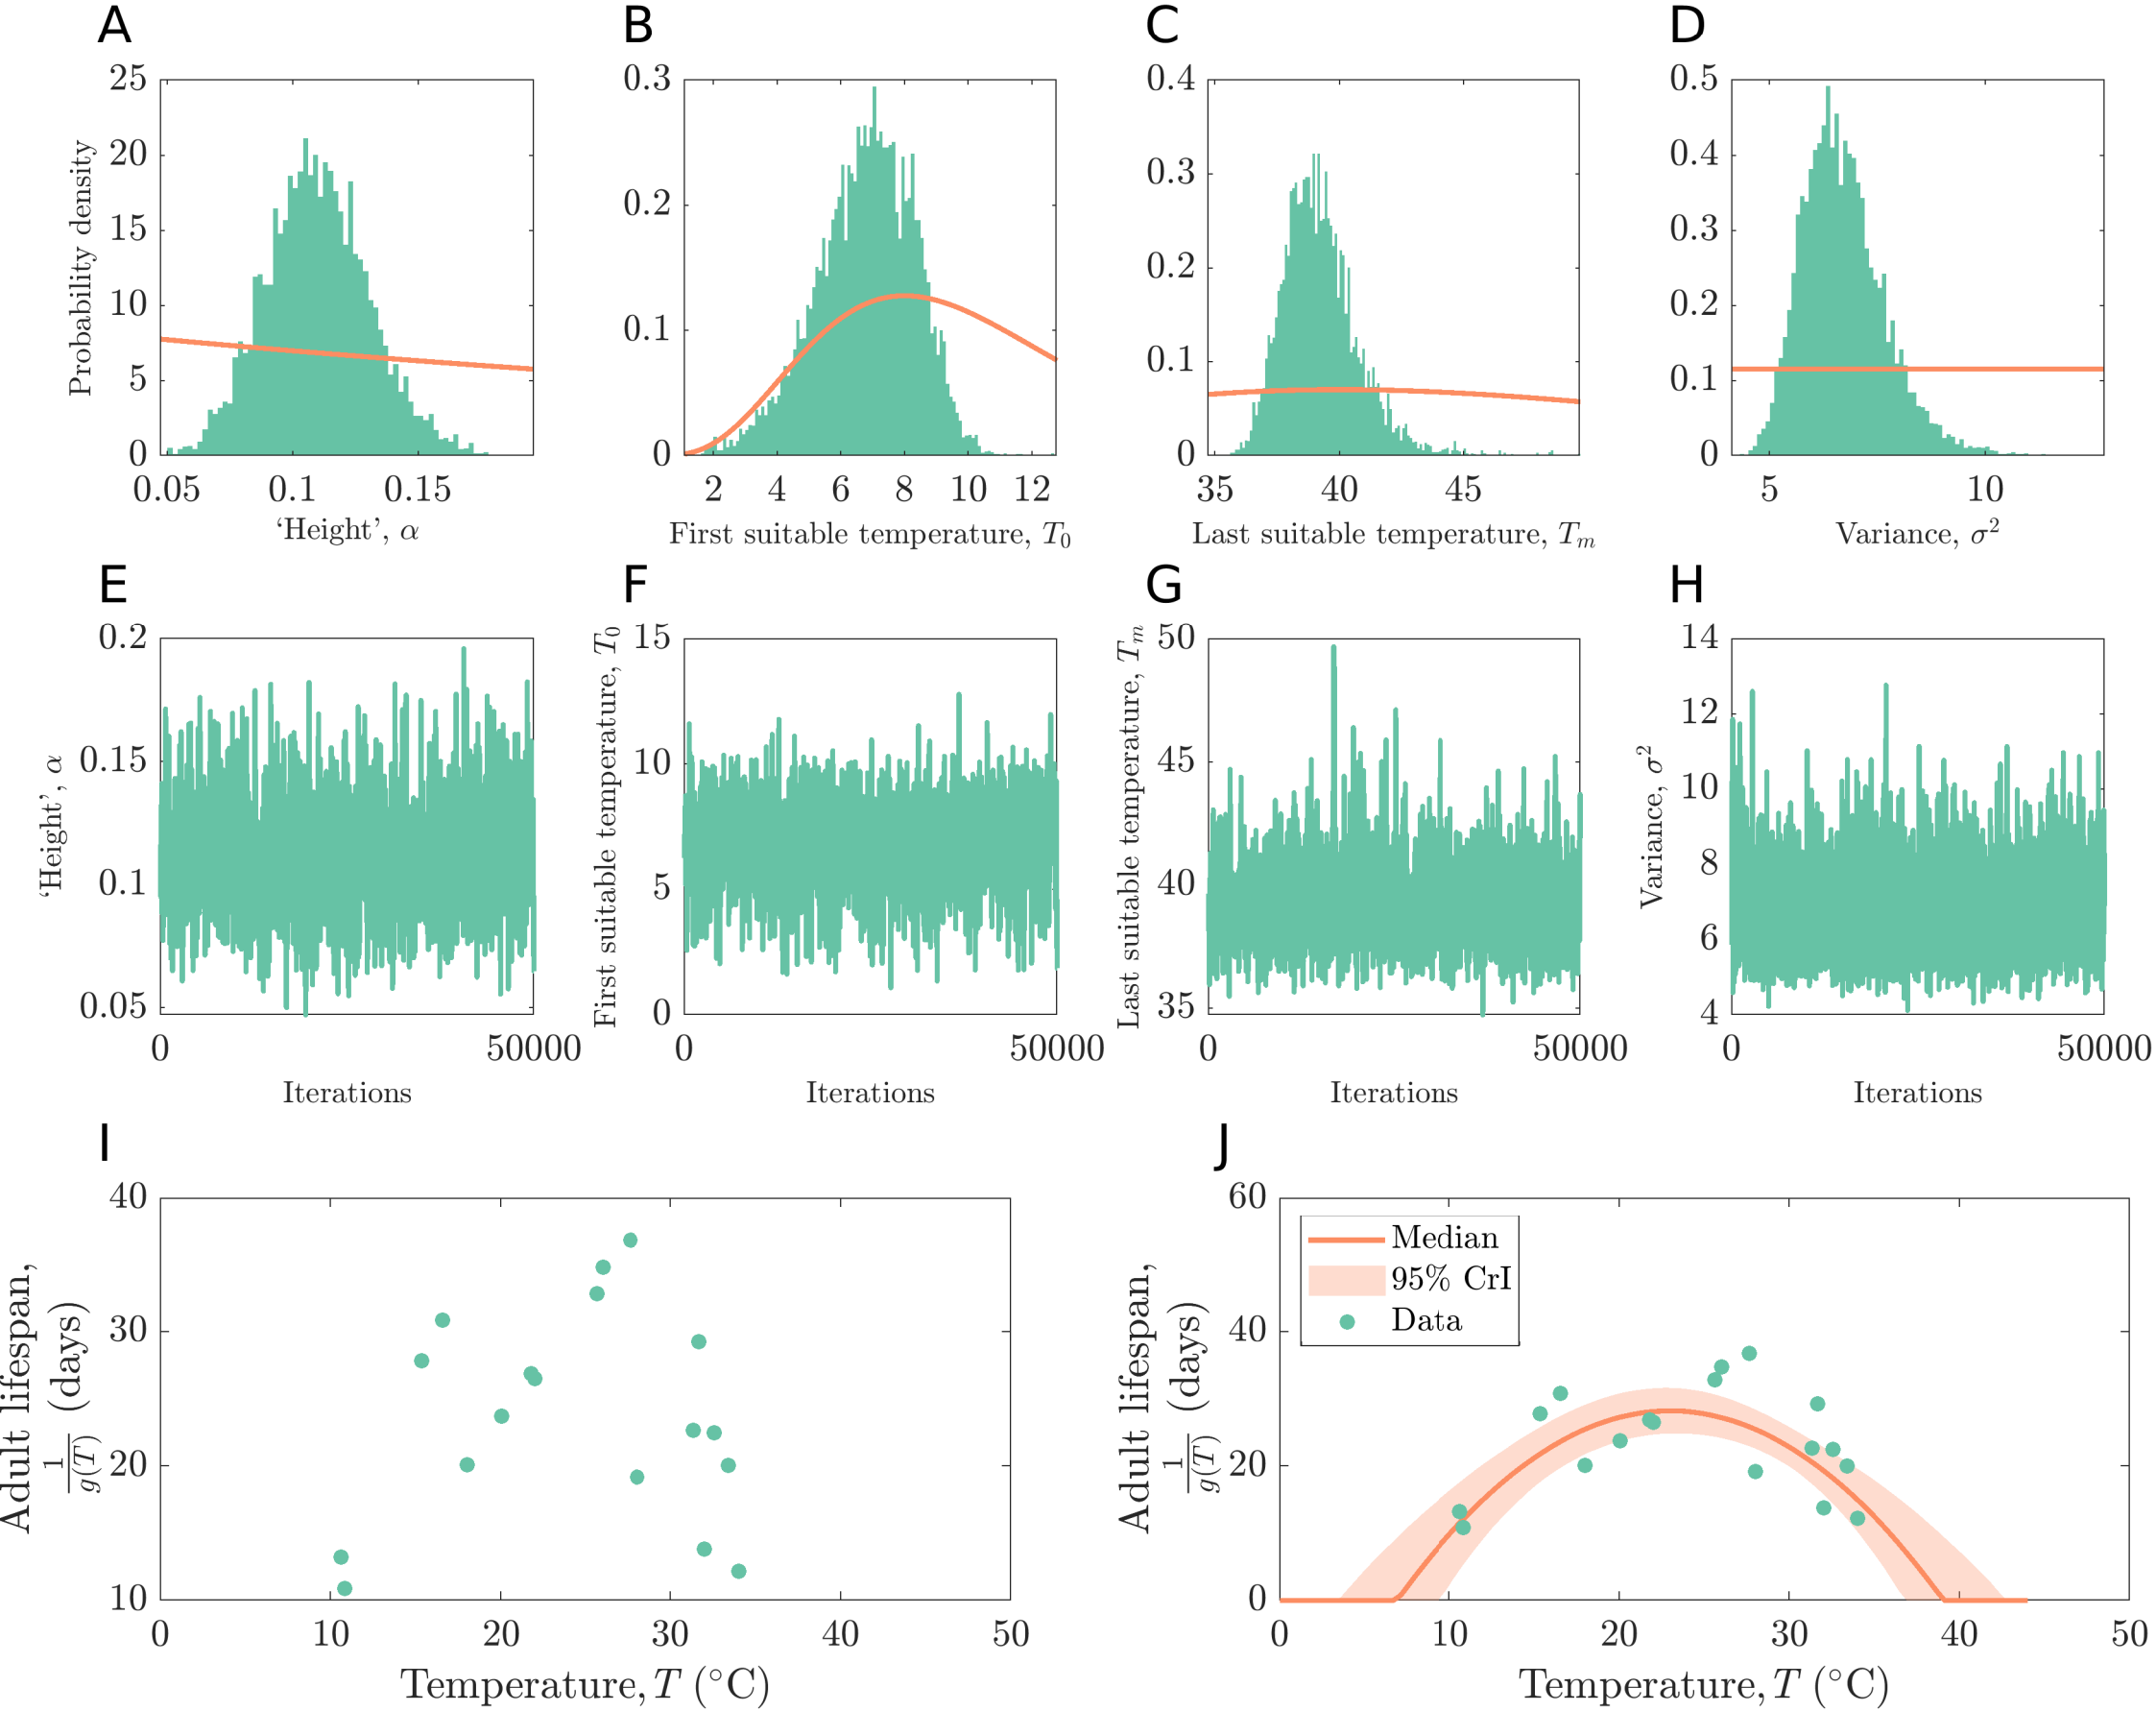 A
B
C
D
Probability density
25
20
15
10
5
0
0.05 0.1 0.15
‘Height’, α
0.3
0.2
0.1
0
2 4 6 8 10 12
First suitable temperature, T₀
0.4
0.3
0.2
0.1
0
35 40 45
Last suitable temperature, Tₘ
0.5
0.4
0.3
0.2
0.1
0
5 10
Variance, σ²
E
F
G
H
‘Height’, α
0.2
0.15
0.1
0.05
0 50000
Iterations
First suitable temperature, T₀
15
10
5
0
0 50000
Iterations
Last suitable temperature, Tₘ
50
45
40
35
0 50000
Iterations
Variance, σ²
14
12
10
8
6
4
0 50000
Iterations
I
Adult lifespan,
1/g(T) (days)
40
30
20
10
0 10 20 30 40 50
Temperature, T (°C)
J
Adult lifespan,
1/g(T) (days)
60
40
20
0
Median
95% CrI
Data
0 10 20 30 40 50
Temperature, T (°C)